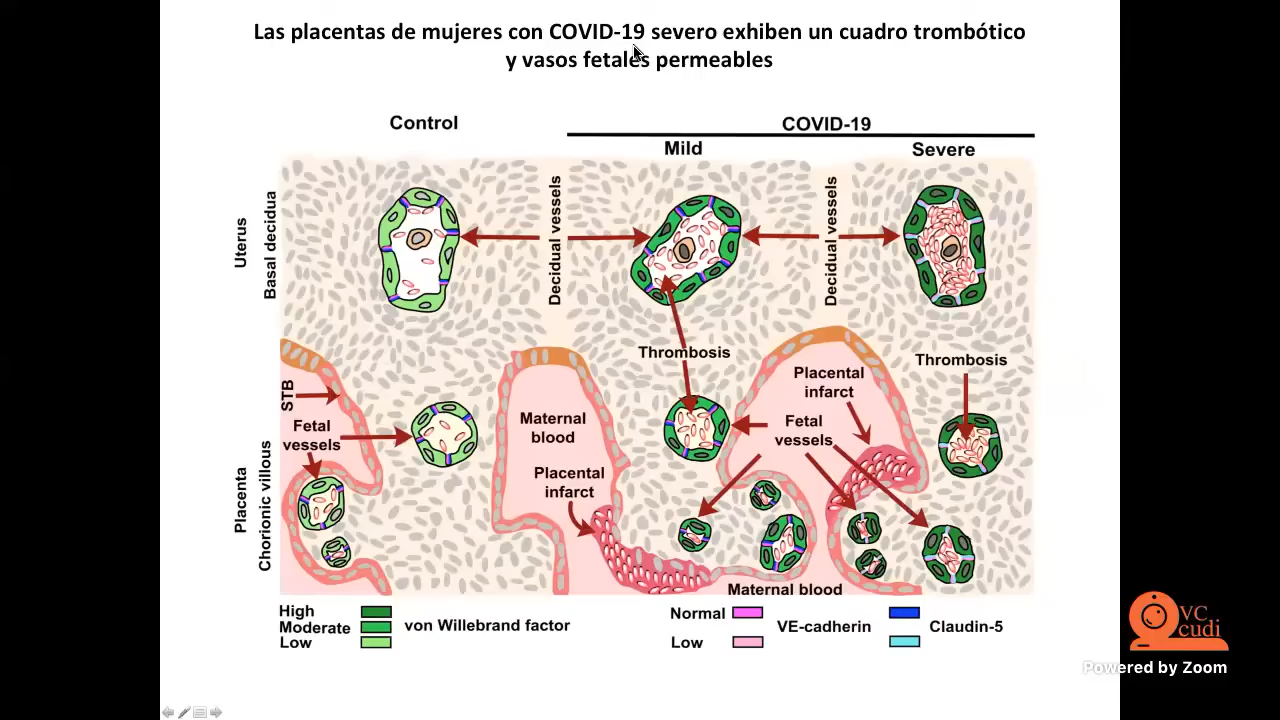 Las placentas de mujeres con COVID-19 severo exhiben un cuadro trombótico
y vasos fetales permeables
Control
COVID-19
Mild
Severe
Uterus
Basal decidua
Decidual vessels
Decidual vessels
Thrombosis
Thrombosis
Placental
infarct
STB
Fetal
vessels
Maternal
blood
Fetal
vessels
Placental
infarct
Placenta
Chorionic villous
Maternal blood
High
Moderate
Low
von Willebrand factor
Normal
Low
VE-cadherin
Claudin-5
VC
cudi
Powered by Zoom